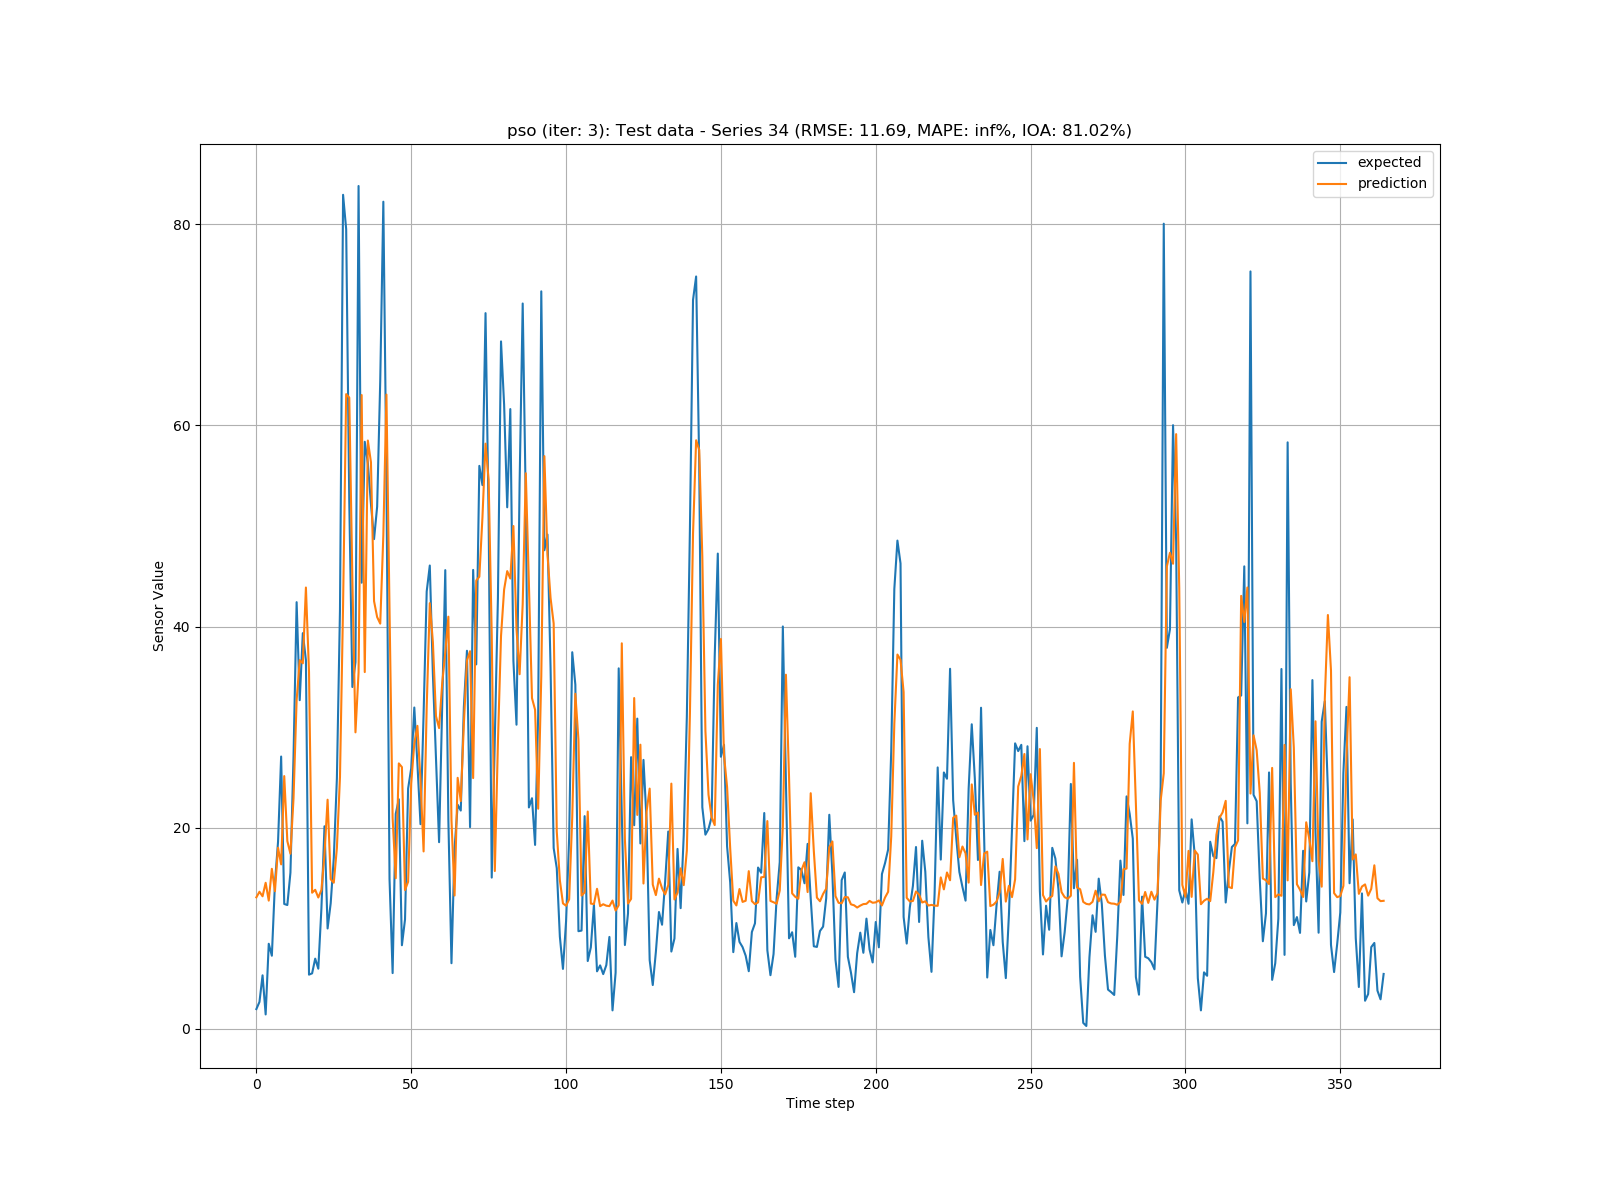 pso (iter: 3): Test data - Series 34 (RMSE: 11.69, MAPE: inf%, IOA: 81.02%)
expected
prediction
80
60
40
20
0
Sensor Value
0 50 100 150 200 250 300 350
Time step